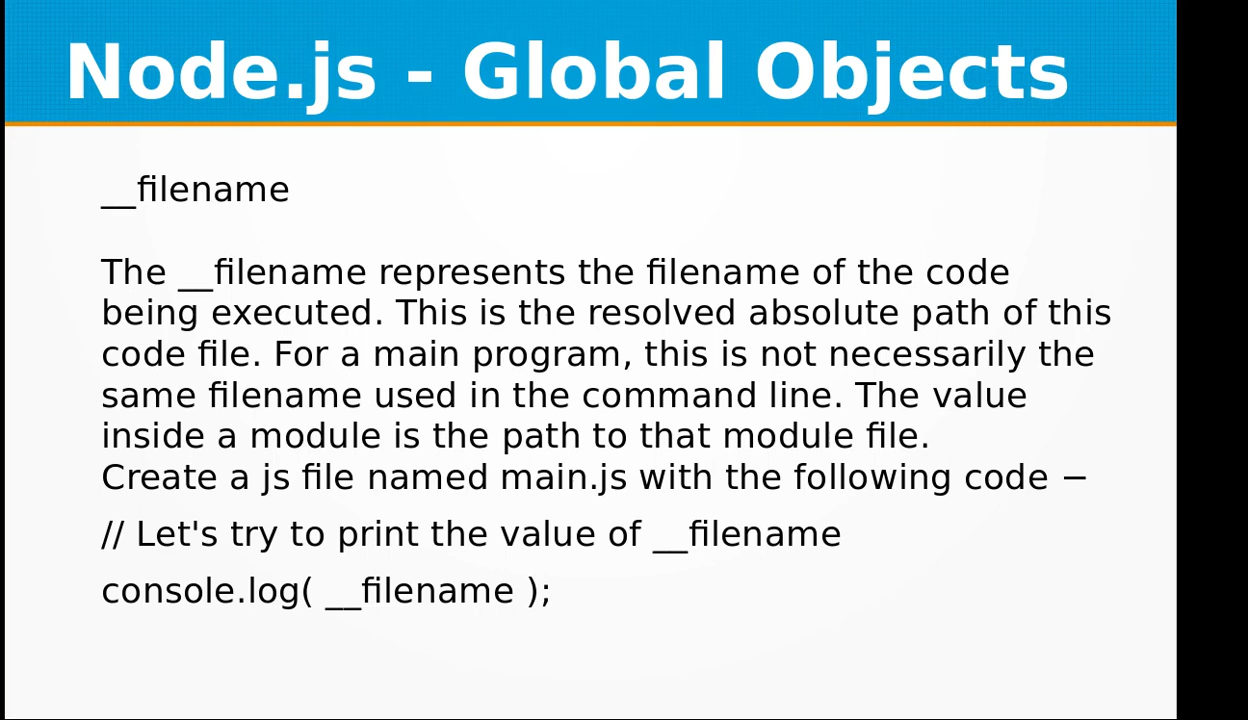 Node.js - Global Objects
__filename
The __filename represents the filename of the code
being executed. This is the resolved absolute path of this
code file. For a main program, this is not necessarily the
same filename used in the command line. The value
inside a module is the path to that module file.
Create a js file named main.js with the following code −
// Let's try to print the value of __filename
console.log( __filename );